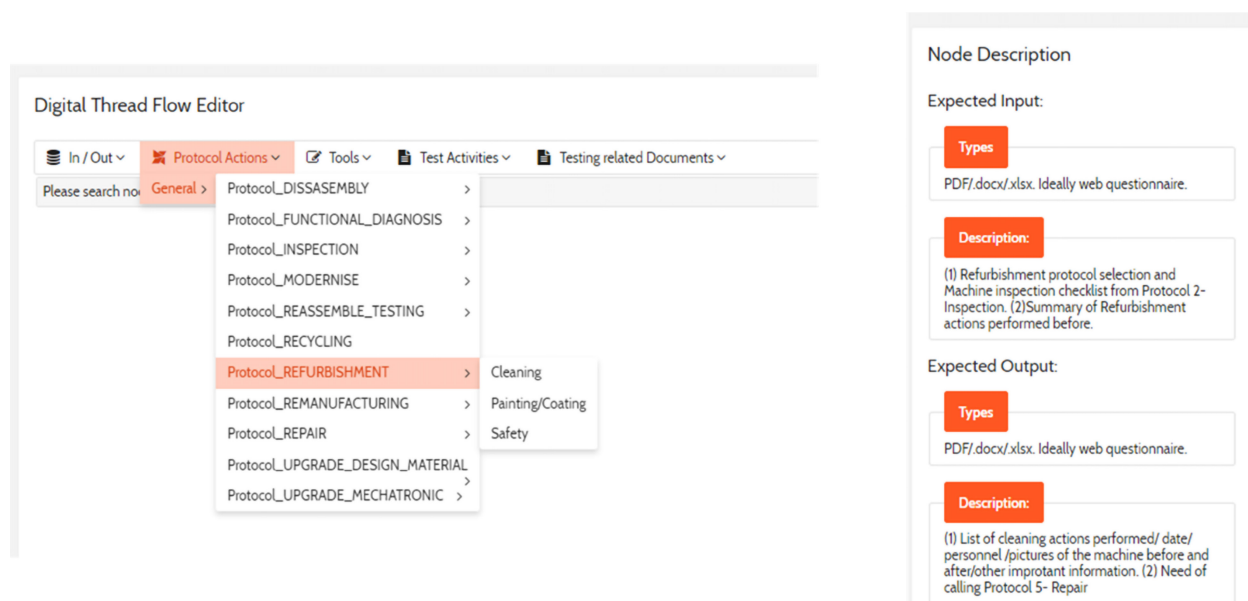 Digital Thread Flow Editor
In / Out
Protocol Actions
Tools
Test Activities
Testing related Documents
Please search no
General >
Protocol_DISSASEMBLY >
Protocol_FUNCTIONAL_DIAGNOSIS >
Protocol_INSPECTION >
Protocol_MODERNISE >
Protocol_REASSEMBLE_TESTING >
Protocol_RECYCLING
Protocol_REFURBISHMENT >
Protocol_REMANUFACTURING >
Protocol_REPAIR >
Protocol_UPGRADE_DESIGN_MATERIAL >
Protocol_UPGRADE_MECHATRONIC >
Cleaning
Painting/Coating
Safety
Node Description
Expected Input:
Types
PDF/.docx/.xlsx. Ideally web questionnaire.
Description:
(1) Refurbishment protocol selection and
Machine inspection checklist from Protocol 2-
Inspection. (2)Summary of Refurbishment
actions performed before.
Expected Output:
Types
PDF/.docx/.xlsx. Ideally web questionnaire.
Description:
(1) List of cleaning actions performed/ date/
personnel /pictures of the machine before and
after/other improtant information. (2) Need of
calling Protocol 5- Repair